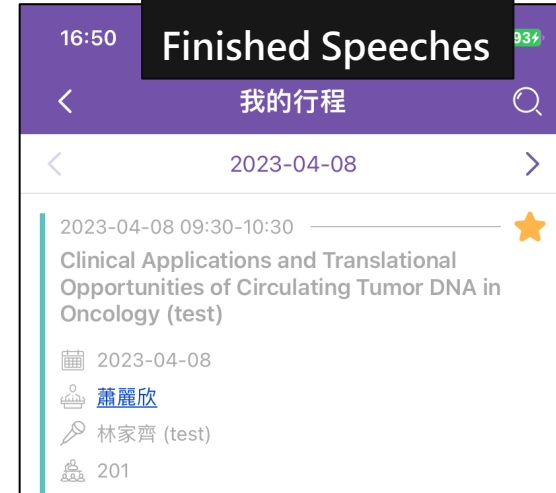 16:50
Finished Speeches
93
我的行程
2023-04-08
2023-04-08 09:30-10:30
Clinical Applications and Translational
Opportunities of Circulating Tumor DNA in
Oncology (test)
2023-04-08
蕭麗欣
林家齊 (test)
201